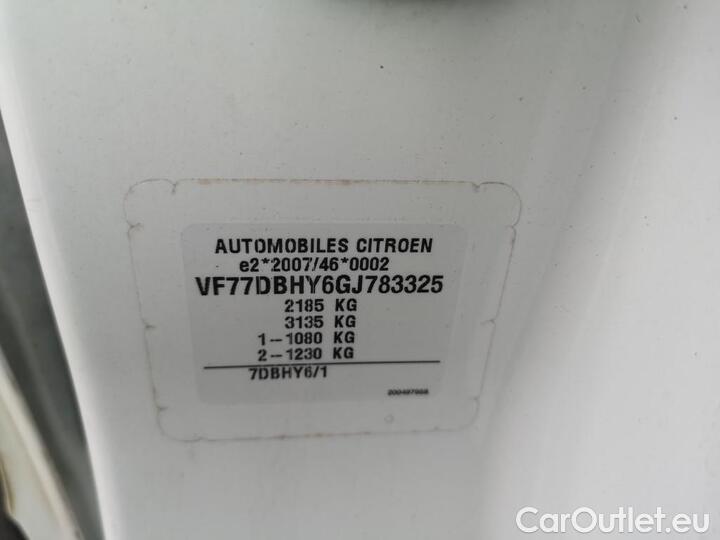 AUTOMOBILES CITROEN
e2*2007/46*0002
VF77DBHY6GJ783325
2185 KG
3135 KG
1--1080 KG
2--1230 KG
7DBHY6/1
CarOutlet.eu